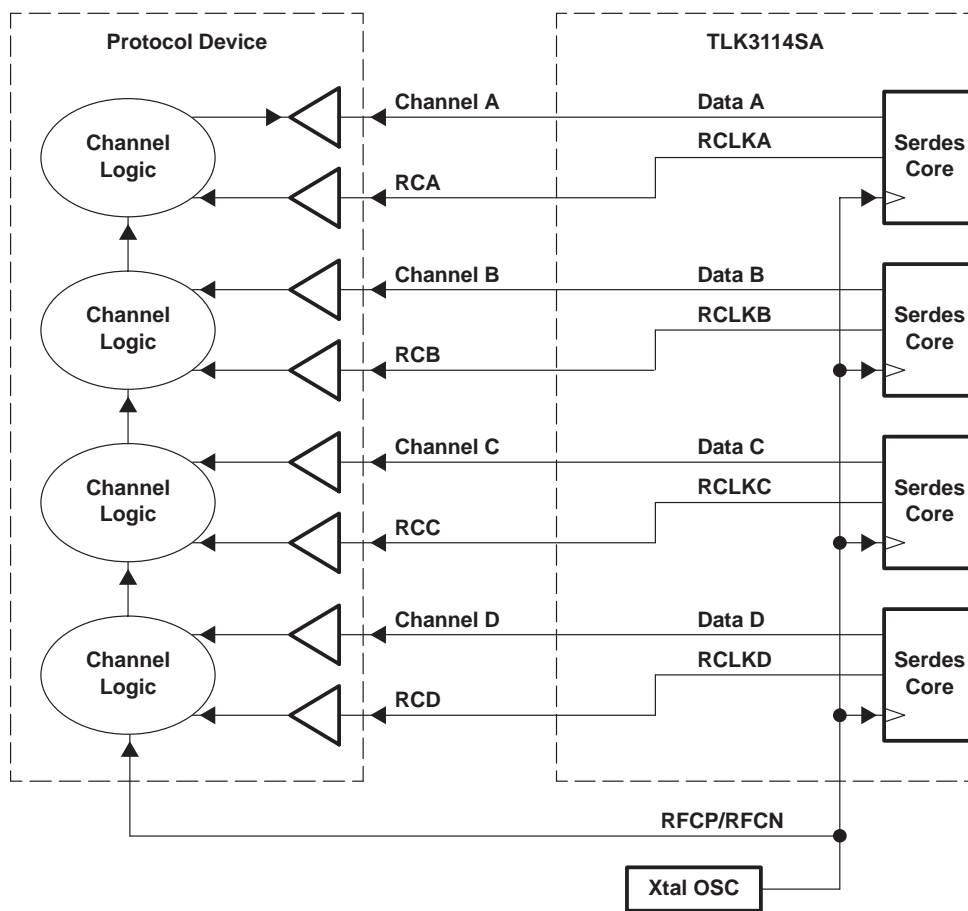 Protocol Device
TLK3114SA
Channel
Logic
Channel A
Data A
RCLKA
RCA
Serdes
Core
Channel
Logic
Channel B
Data B
RCLKB
RCB
Serdes
Core
Channel
Logic
Channel C
Data C
RCLKC
RCC
Serdes
Core
Channel
Logic
Channel D
Data D
RCLKD
RCD
Serdes
Core
RFCP/RFCN
Xtal OSC